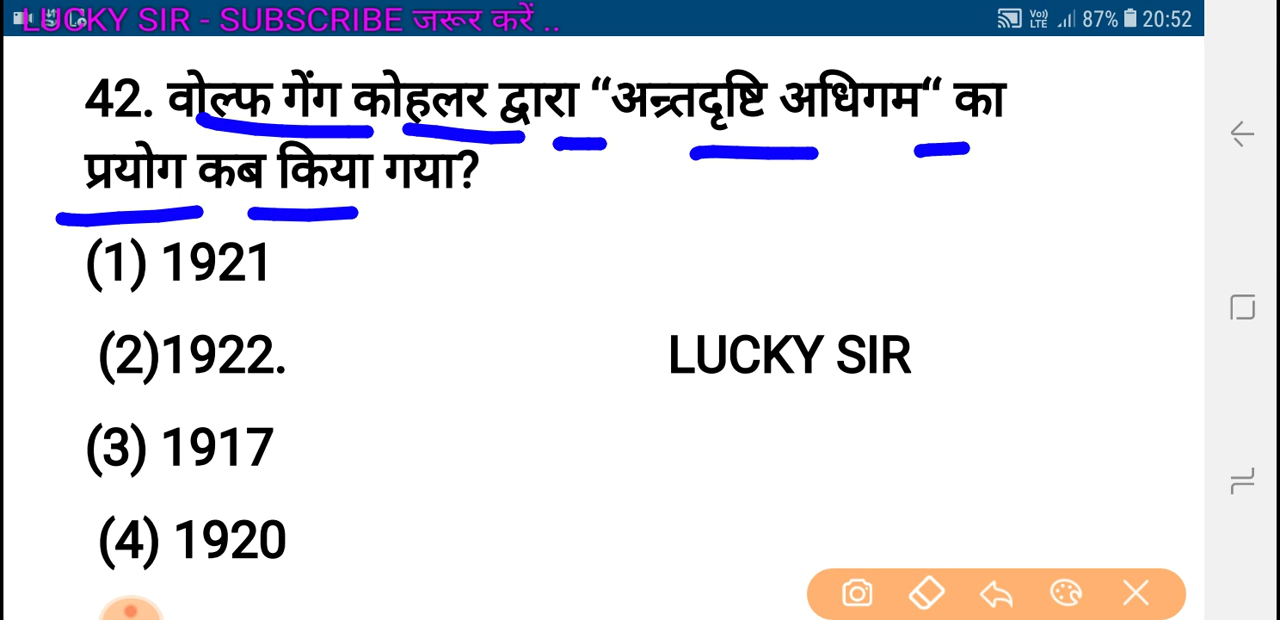 LUCKY SIR - SUBSCRIBE जरूर करें ..
87% 20:52
42. वोल्फ गेंग कोहलर द्वारा “अन्र्तदृष्टि अधिगम“ का
प्रयोग कब किया गया?
(1) 1921
(2)1922.
LUCKY SIR
(3) 1917
(4) 1920